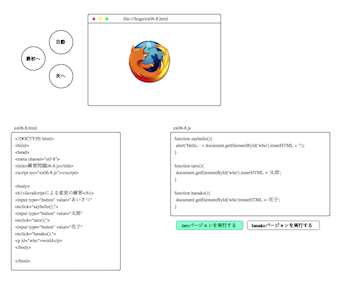 file:///hoge/ex06-8.html
自動
最初へ
次へ
ex06-8.html
<!DOCTYPE html>
<html>
<head>
<meta charset="utf-8">
<title>練習問題06-8.js</title>
<script src="ex06-8.js"></script>
<body>
<h1>JavaScriptによる変更の練習</h1>
<input type="button" value="あいさつ"
onclick="sayhello();">
<input type="button" value="太郎"
onclick="taro();">
<input type="button" value="花子"
onclick="hanako();">
<p id="who">world</p>
</body>
</html>
ex06-8.js
function sayhello(){
alert('Hello, ' + document.getElementById('who').innerHTML + '!');
}
function taro(){
document.getElementById('who').innerHTML = '太郎';
}
function hanako(){
document.getElementById('who').innerHTML = '花子';
}
taroバージョンを実行する
hanakoバージョンを実行する